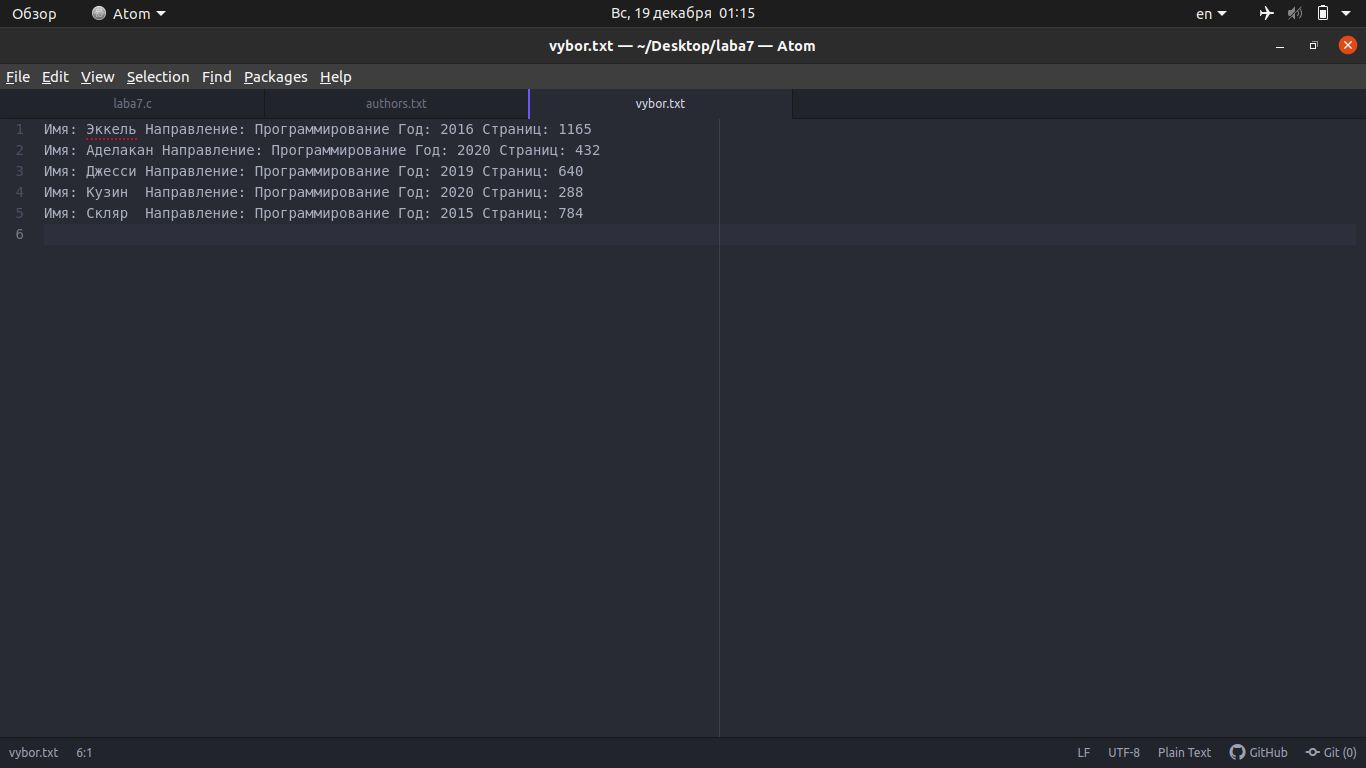 Обзор Atom Вс, 19 декабря 01:15 en
vybor.txt — ~/Desktop/laba7 — Atom
File Edit View Selection Find Packages Help
laba7.c authors.txt vybor.txt
1 Имя: Эккель Направление: Программирование Год: 2016 Страниц: 1165
2 Имя: Аделакан Направление: Программирование Год: 2020 Страниц: 432
3 Имя: Джесси Направление: Программирование Год: 2019 Страниц: 640
4 Имя: Кузин  Направление: Программирование Год: 2020 Страниц: 288
5 Имя: Скляр  Направление: Программирование Год: 2015 Страниц: 784
6
vybor.txt 6:1 LF UTF-8 Plain Text GitHub Git (0)